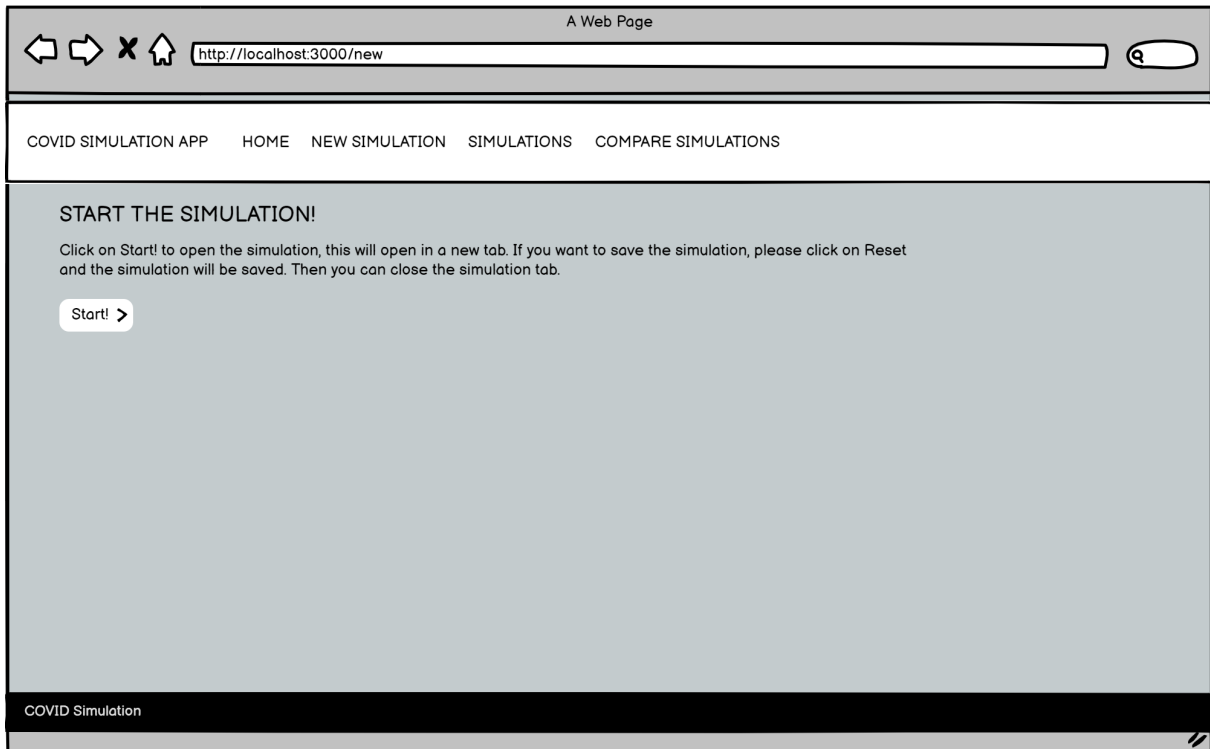 A Web Page
http://localhost:3000/new
COVID SIMULATION APP HOME NEW SIMULATION SIMULATIONS COMPARE SIMULATIONS
START THE SIMULATION!
Click on Start! to open the simulation, this will open in a new tab. If you want to save the simulation, please click on Reset
and the simulation will be saved. Then you can close the simulation tab.
Start!
COVID Simulation